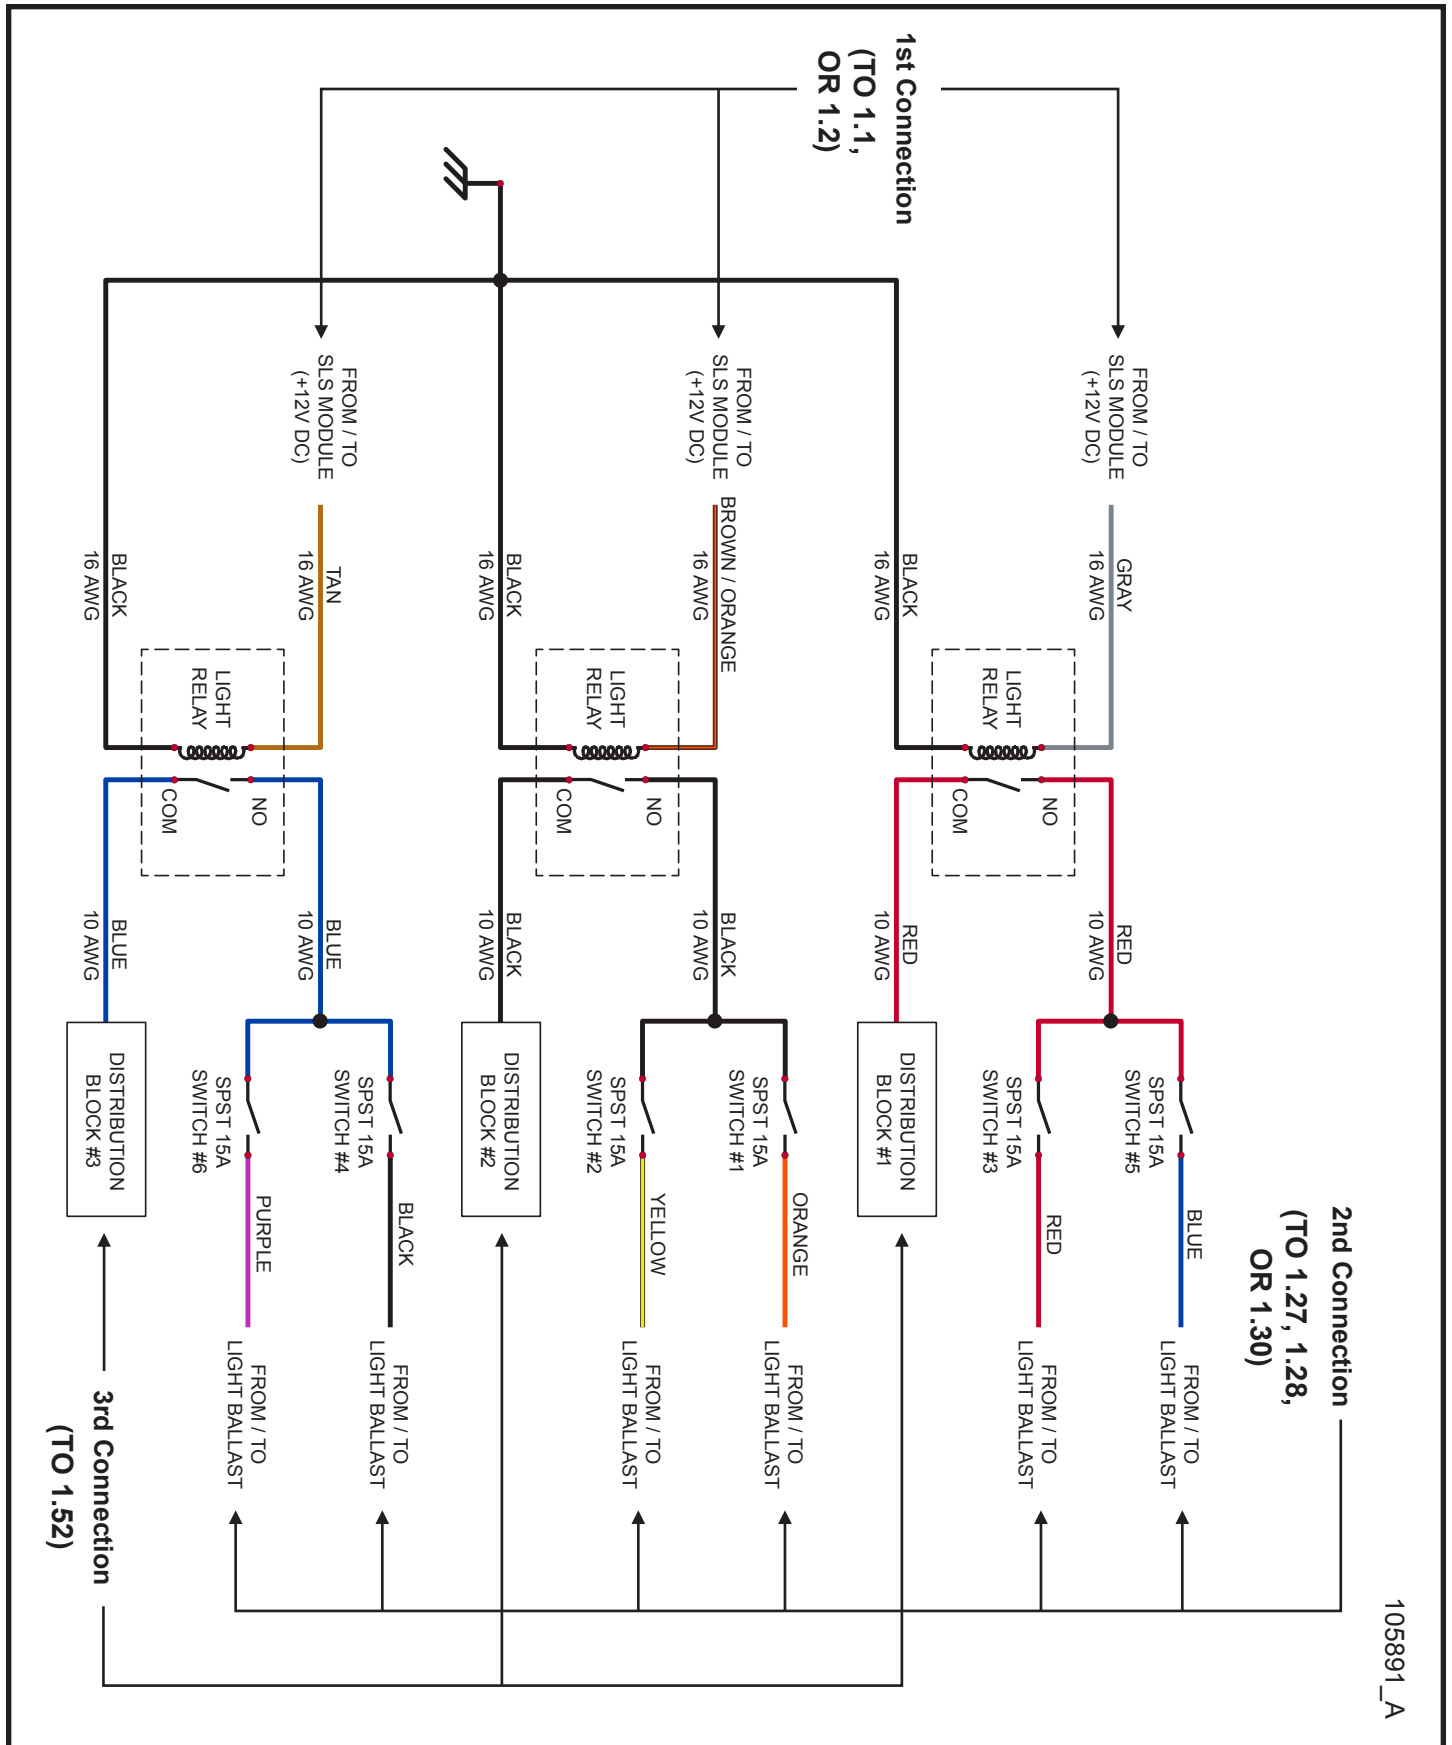 105891_A
1st Connection
(TO 1.1,
OR 1.2)
2nd Connection
(TO 1.27, 1.28,
OR 1.30)
FROM / TO
SLS MODULE
(+12V DC)
GRAY
16 AWG
BLACK
16 AWG
LIGHT
RELAY
NO
COM
RED
10 AWG
RED
10 AWG
SPST 15A
SWITCH #5
BLUE
FROM / TO
LIGHT BALLAST
SPST 15A
SWITCH #3
RED
FROM / TO
LIGHT BALLAST
DISTRIBUTION
BLOCK #1
FROM / TO
SLS MODULE
(+12V DC)
BROWN / ORANGE
16 AWG
BLACK
16 AWG
LIGHT
RELAY
NO
COM
BLACK
10 AWG
BLACK
10 AWG
SPST 15A
SWITCH #1
ORANGE
FROM / TO
LIGHT BALLAST
SPST 15A
SWITCH #2
YELLOW
FROM / TO
LIGHT BALLAST
DISTRIBUTION
BLOCK #2
FROM / TO
SLS MODULE
(+12V DC)
TAN
16 AWG
BLACK
16 AWG
LIGHT
RELAY
NO
COM
BLUE
10 AWG
BLUE
10 AWG
SPST 15A
SWITCH #4
BLACK
FROM / TO
LIGHT BALLAST
SPST 15A
SWITCH #6
PURPLE
FROM / TO
LIGHT BALLAST
DISTRIBUTION
BLOCK #3
3rd Connection
(TO 1.52)